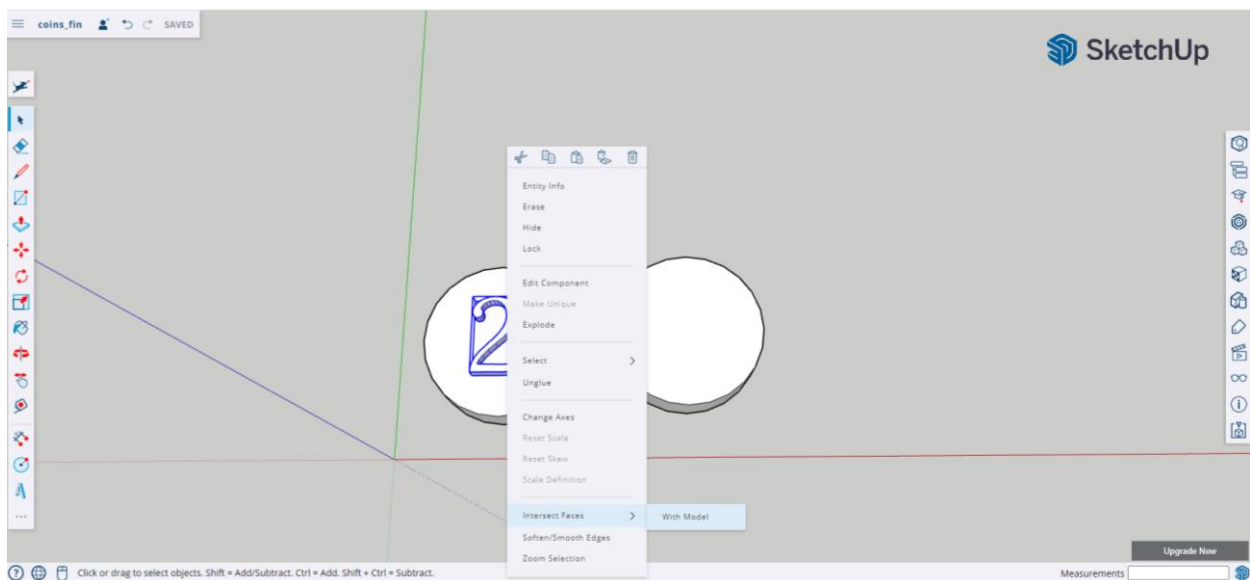 coins_fin SAVED
SketchUp
Entity Info
Erase
Hide
Lock
2
Edit Component
Make Unique
Explode
Select
Unglue
Change Axes
Reset Scale
Reset Skew
Scale Definition
Intersect Faces
With Model
Soften/Smooth Edges
Zoom Selection
Upgrade Now
Click or drag to select objects. Shift = Add/Subtract. Ctrl = Add. Shift + Ctrl = Subtract.
Measurements